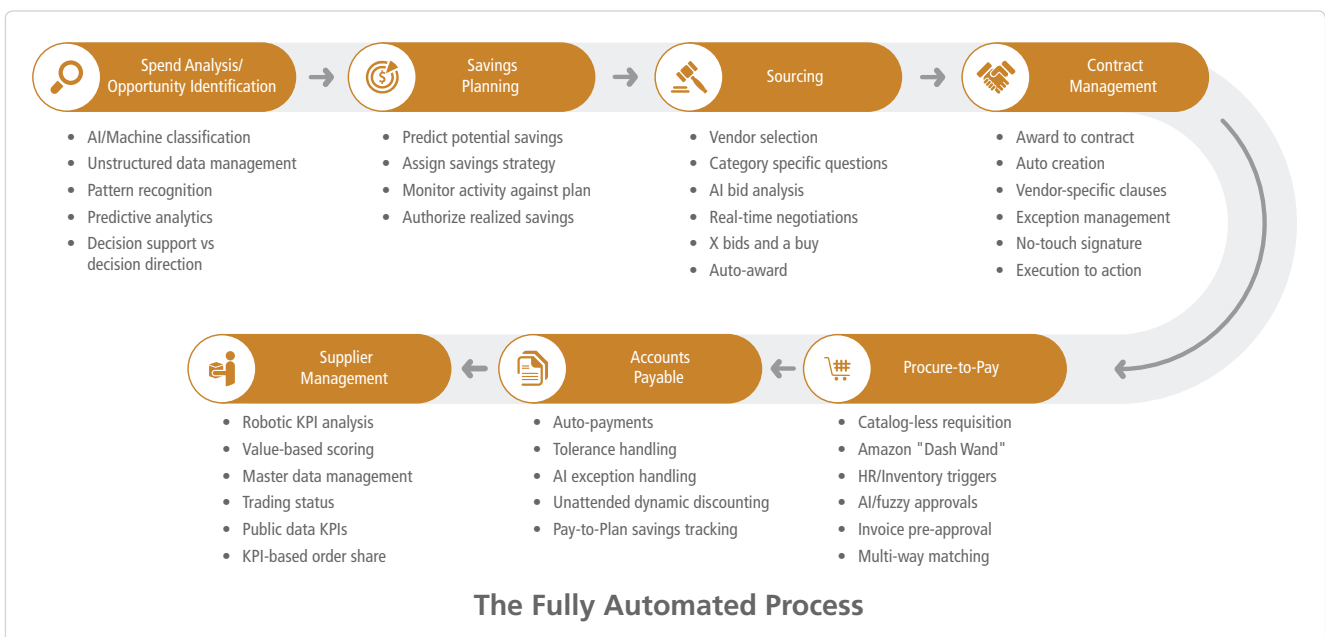 Spend Analysis/
Opportunity Identification
• AI/Machine classification
• Unstructured data management
• Pattern recognition
• Predictive analytics
• Decision support vs
decision direction
Savings
Planning
• Predict potential savings
• Assign savings strategy
• Monitor activity against plan
• Authorize realized savings
Sourcing
• Vendor selection
• Category specific questions
• AI bid analysis
• Real-time negotiations
• X bids and a buy
• Auto-award
Contract
Management
• Award to contract
• Auto creation
• Vendor-specific clauses
• Exception management
• No-touch signature
• Execution to action
Procure-to-Pay
• Catalog-less requisition
• Amazon "Dash Wand"
• HR/Inventory triggers
• AI/fuzzy approvals
• Invoice pre-approval
• Multi-way matching
Accounts
Payable
• Auto-payments
• Tolerance handling
• AI exception handling
• Unattended dynamic discounting
• Pay-to-Plan savings tracking
Supplier
Management
• Robotic KPI analysis
• Value-based scoring
• Master data management
• Trading status
• Public data KPIs
• KPI-based order share
The Fully Automated Process